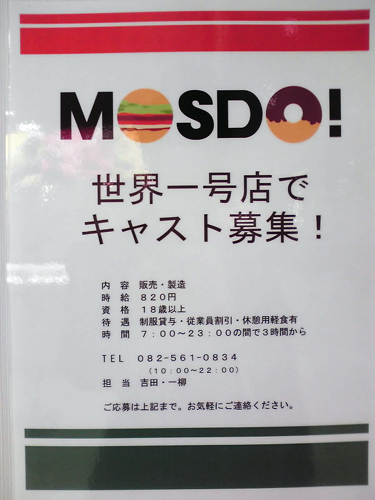 MOSDO!
世界一号店で
キャスト募集！
内　容　販売・製造
時　給　８２０円
資　格　１８歳以上
待　遇　制服貸与・従業員割引・休憩用軽食有
時　間　７：００～２３：００の間で３時間から
ＴＥＬ　０８２-５６１-０８３４
（１０：００～２２：００）
担　当　吉田・一柳
ご応募は上記まで。お気軽にご連絡ください。